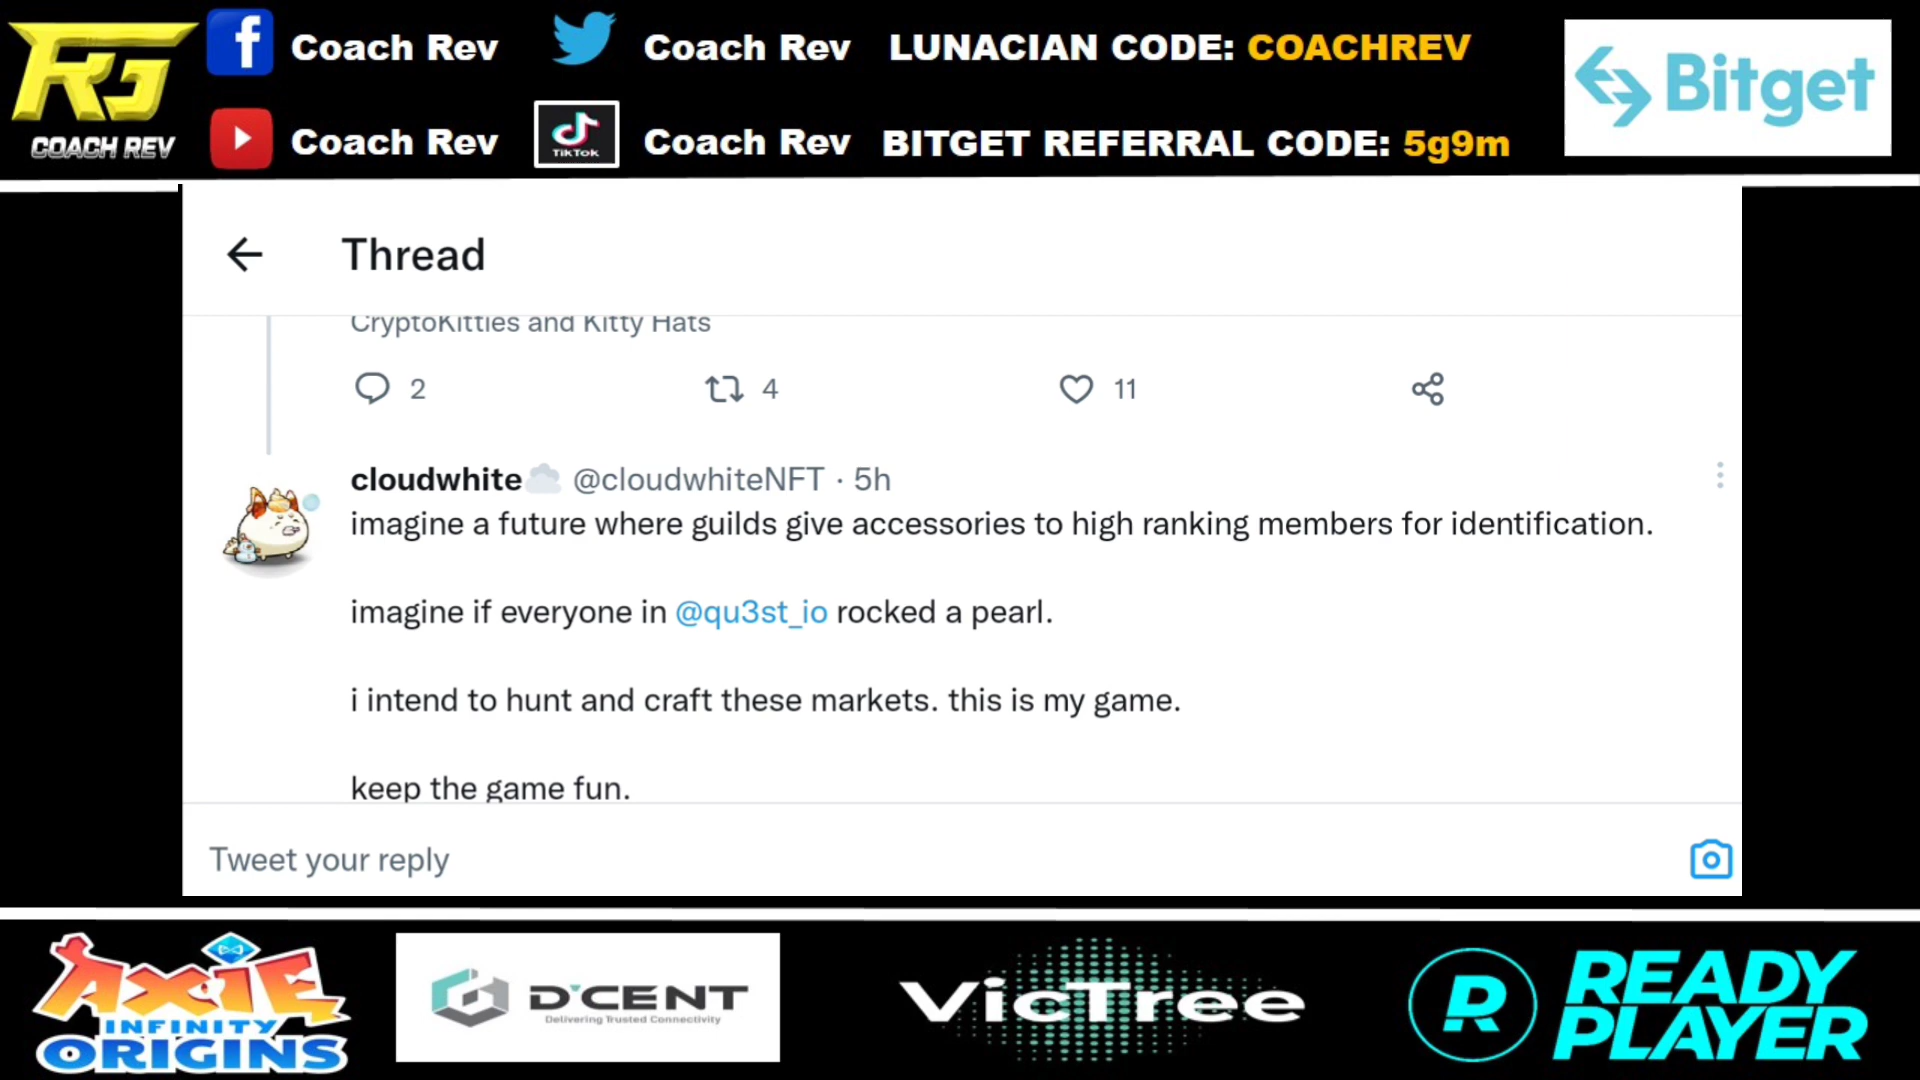 RG
COACH REV
Coach Rev
Coach Rev
LUNACIAN CODE: COACHREV
Coach Rev
TikTok
Coach Rev
BITGET REFERRAL CODE: 5g9m
Bitget
Thread
CryptoKitties and Kitty Hats
2
4
11
cloudwhite @cloudwhiteNFT · 5h
imagine a future where guilds give accessories to high ranking members for identification.
imagine if everyone in @qu3st_io rocked a pearl.
i intend to hunt and craft these markets. this is my game.
keep the game fun.
Tweet your reply
AXIE
INFINITY
ORIGINS
D'CENT
Delivering Trusted Connectivity
VicTree
R
READY
PLAYER